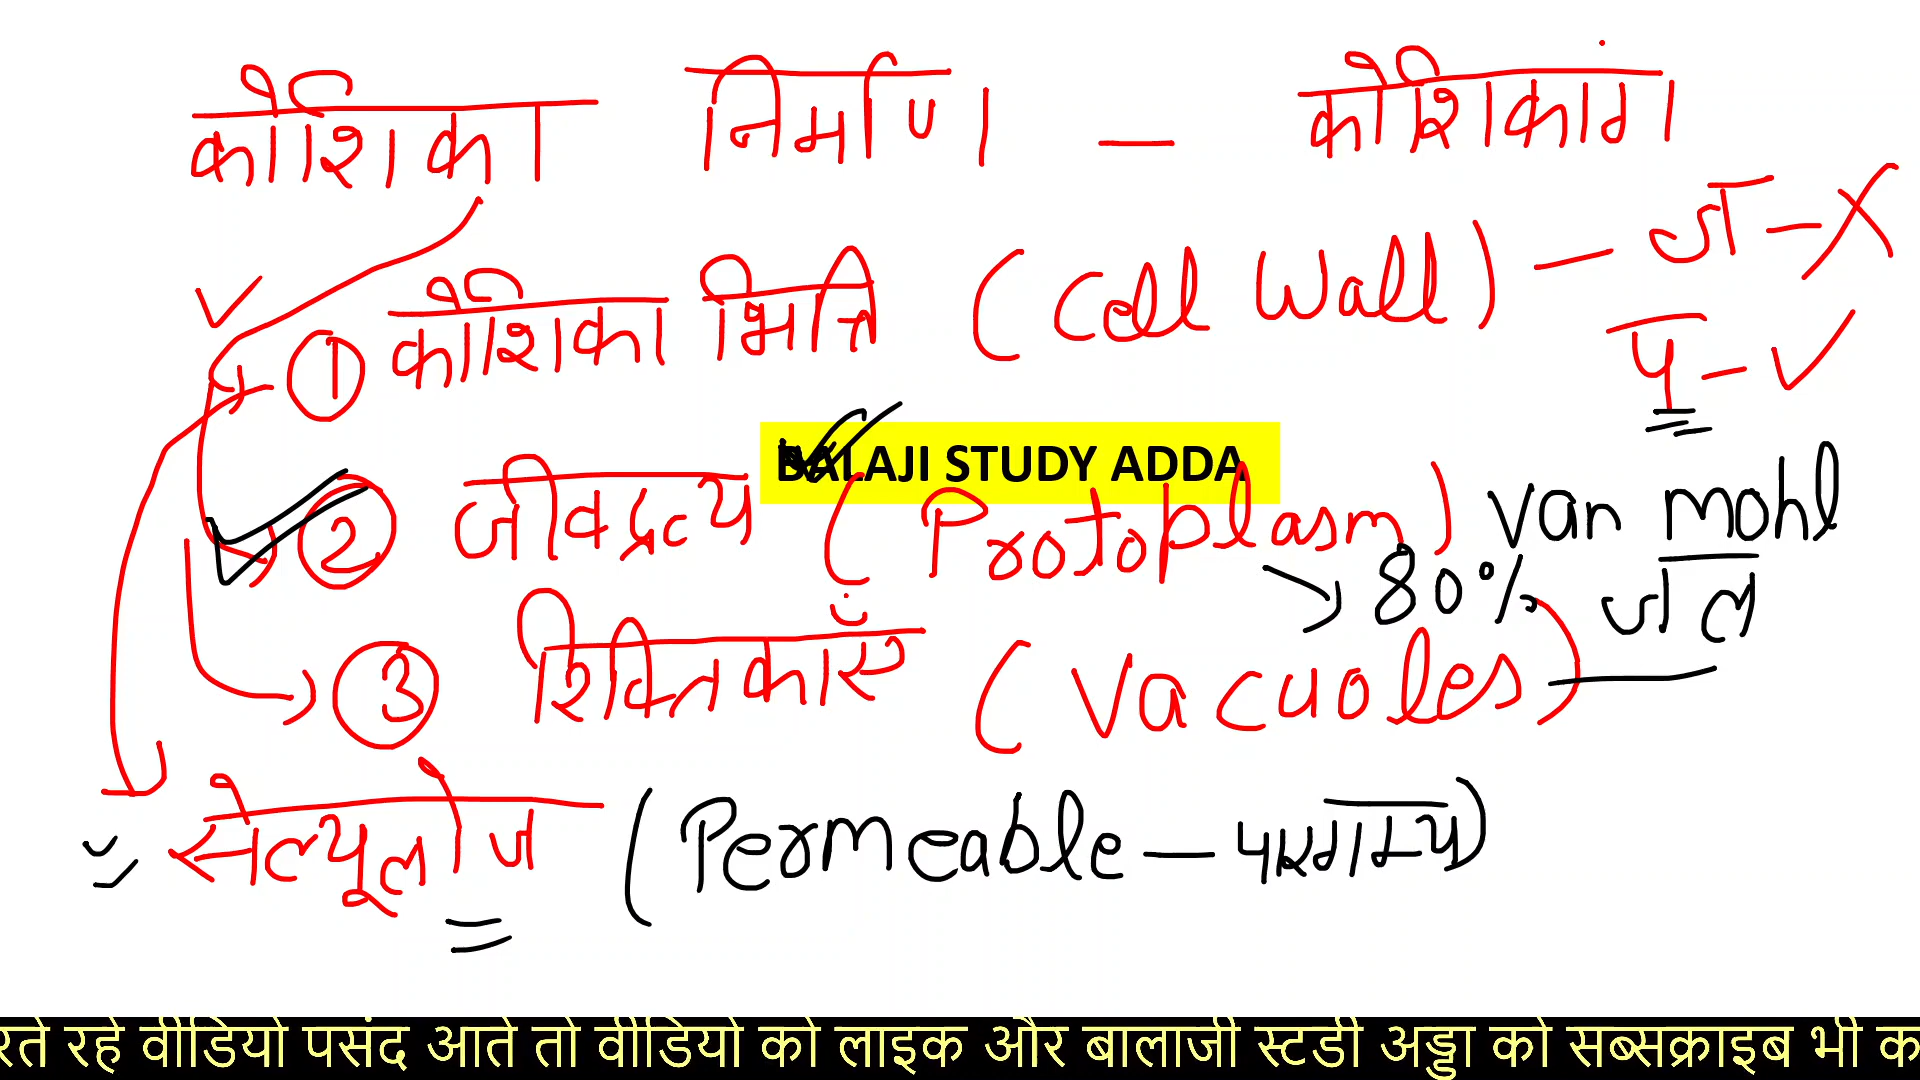 कोशिका निर्माण — कोशिकांग
① कोशिका भित्ति (Cell Wall) — ज - X
प - ✓
BALAJI STUDY ADDA
② जीवद्रव्य (Protoplasm) Van mohl
→ 80% जल
③ रिक्तिकाएँ (Vacuoles) —
सेल्यूलोज (Permeable — पारगम्य)
रते रहे वीडियो पसंद आते तो वीडियो को लाइक और बालाजी स्टडी अड्डा को सब्सक्राइब भी क